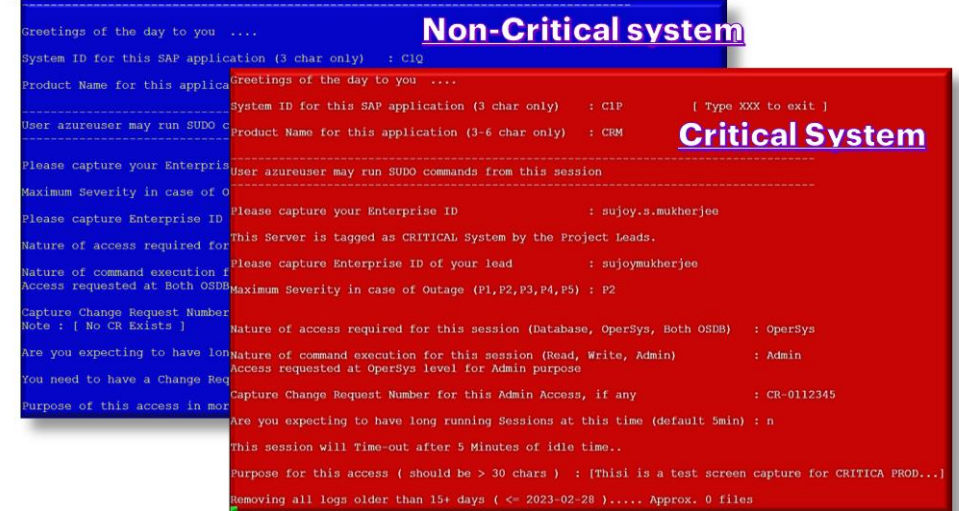 Greetings of the day to you ....
Non-Critical system
System ID for this SAP application (3 char only) : C1Q
Product Name for this applica
User azureuser may run SUDO c
Please capture your Enterpris
Maximum Severity in case of O
Please capture Enterprise ID
Nature of access required for
Nature of command execution f
Access requested at Both OSDB
Capture Change Request Number
Note : [ No CR Exists ]
Are you expecting to have lon
You need to have a Change Req
Purpose of this access in mor
Greetings of the day to you ....
System ID for this SAP application (3 char only) : C1P [ Type XXX to exit ]
Product Name for this application (3-6 char only) : CRM
Critical System
User azureuser may run SUDO commands from this session
Please capture your Enterprise ID : sujoy.s.mukherjee
This Server is tagged as CRITICAL System by the Project Leads.
Please capture Enterprise ID of your lead : sujoymukherjee
Maximum Severity in case of Outage (P1,P2,P3,P4,P5) : P2
Nature of access required for this session (Database, OperSys, Both OSDB) : OperSys
Nature of command execution for this session (Read, Write, Admin) : Admin
Access requested at OperSys level for Admin purpose
Capture Change Request Number for this Admin Access, if any : CR-0112345
Are you expecting to have long running Sessions at this time (default 5min) : n
This session will Time-out after 5 Minutes of idle time..
Purpose for this access ( should be > 30 chars ) : [Thisi is a test screen capture for CRITICA PROD...]
Removing all logs older than 15+ days ( <= 2023-02-28 )..... Approx. 0 files